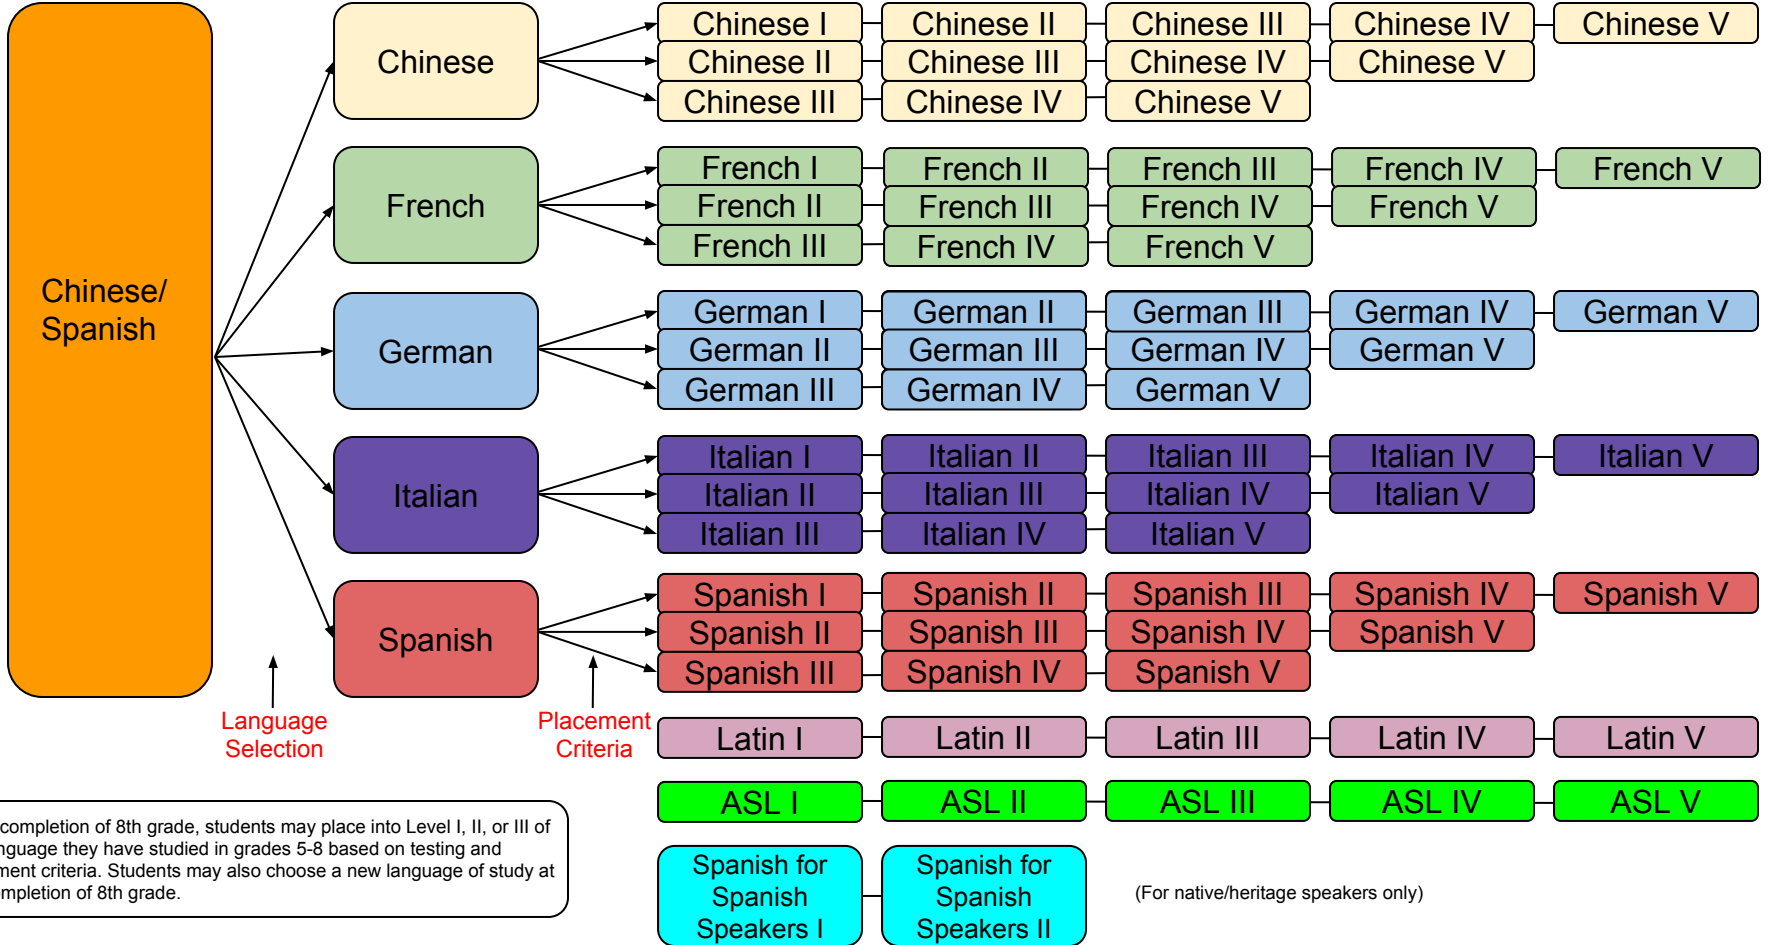 Chinese/
Spanish
Chinese
Chinese I Chinese II Chinese III Chinese IV Chinese V
Chinese II Chinese III Chinese IV Chinese V
Chinese III Chinese IV Chinese V
French
French I French II French III French IV French V
French II French III French IV French V
French III French IV French V
German
German I German II German III German IV German V
German II German III German IV German V
German III German IV German V
Italian
Italian I Italian II Italian III Italian IV Italian V
Italian II Italian III Italian IV Italian V
Italian III Italian IV Italian V
Spanish
Spanish I Spanish II Spanish III Spanish IV Spanish V
Spanish II Spanish III Spanish IV Spanish V
Spanish III Spanish IV Spanish V
Language
Selection
Placement
Criteria
Latin I Latin II Latin III Latin IV Latin V
ASL I ASL II ASL III ASL IV ASL V
completion of 8th grade, students may place into Level I, II, or III of
they have studied in grades 5-8 based on testing and
criteria. Students may also choose a new language of study at
of 8th grade.
Spanish for
Spanish
Speakers I
Spanish for
Spanish
Speakers II
(For native/heritage speakers only)